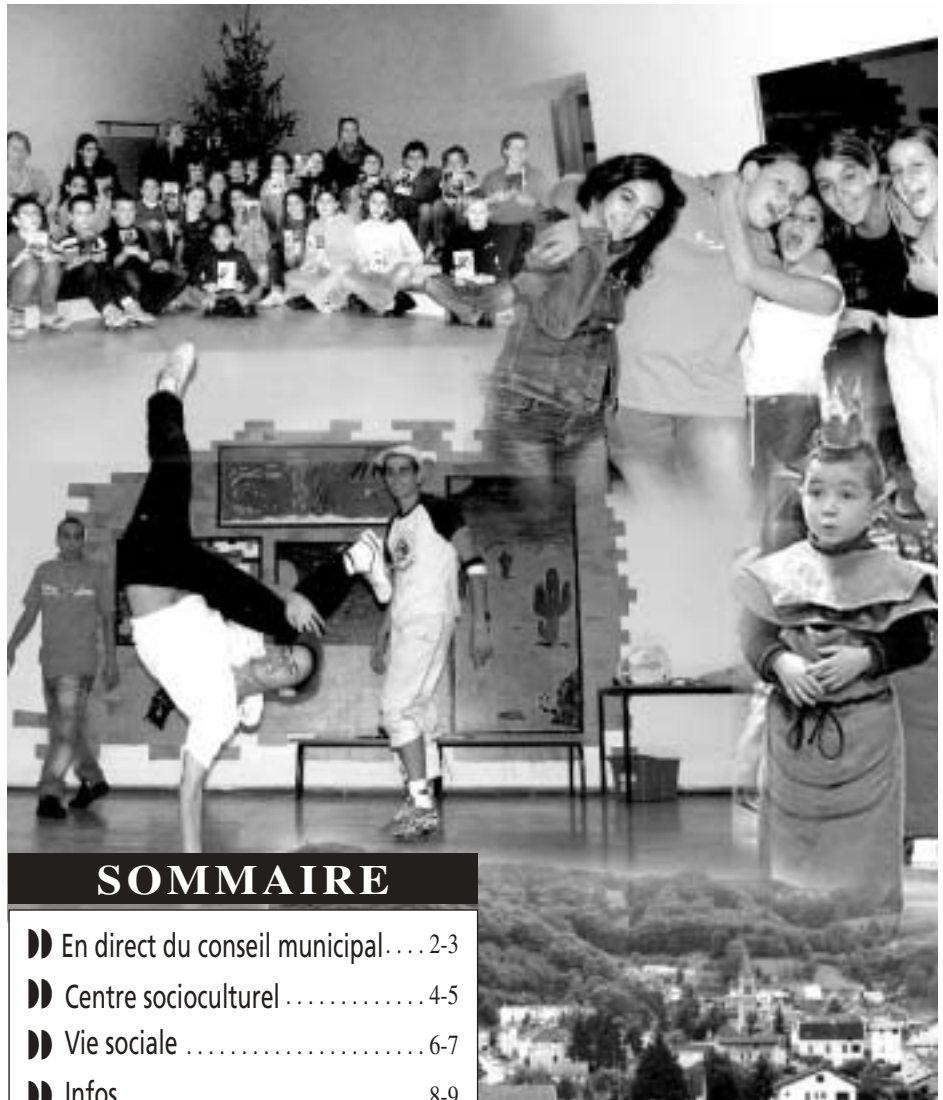 SOMMAIRE
En direct du conseil municipal.... 2-3
Centre socioculturel ............. 4-5
Vie sociale ...................... 6-7
Infos 8-9